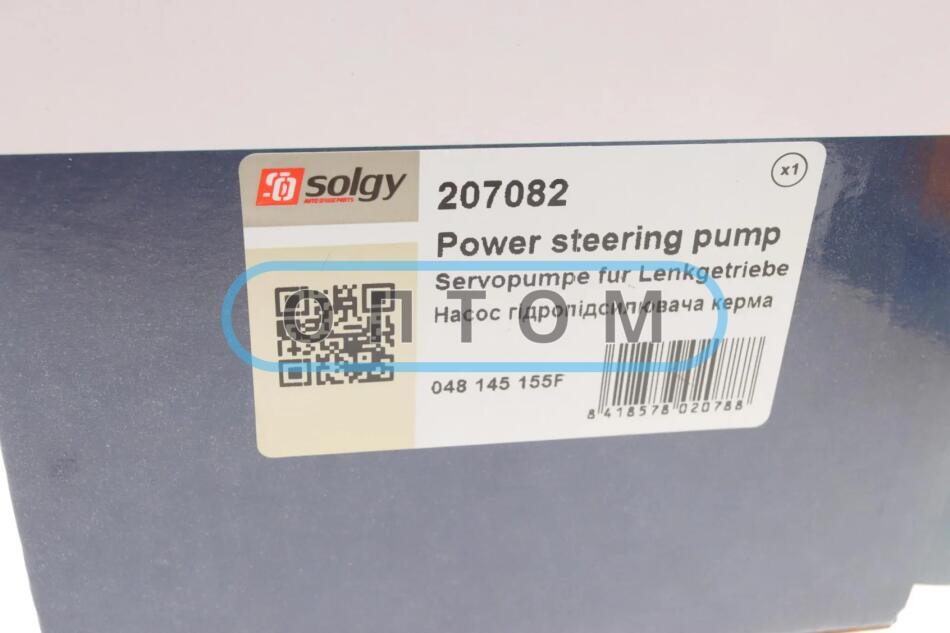 solgy
AUTO SPARE PARTS
207082
x1
Power steering pump
Servopumpe fur Lenkgetriebe
Насос гідропідсилювача керма
ОПТОМ
048 145 155F
8 418578 020788